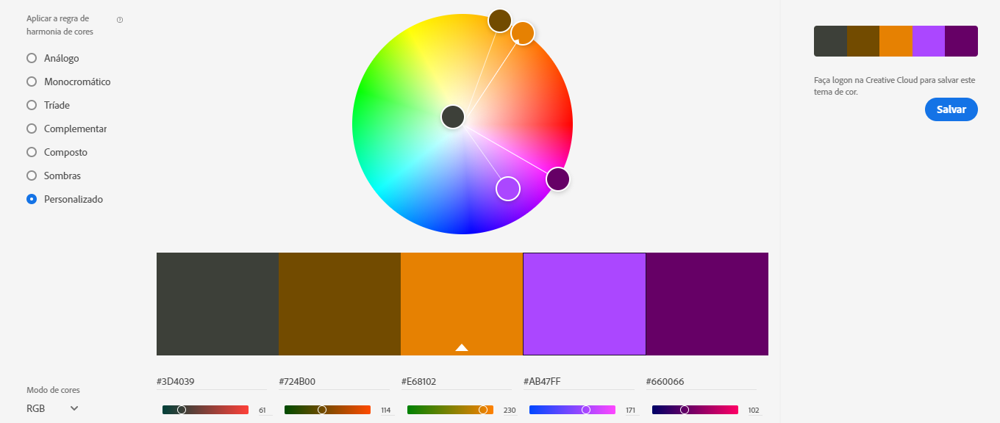 Aplicar a regra de
harmonia de cores
Análogo
Monocromático
Tríade
Complementar
Composto
Sombras
Personalizado
Modo de cores
RGB
#3D4039
#724B00
#E68102
#AB47FF
#660066
61
114
230
171
102
Faça logon na Creative Cloud para salvar este
tema de cor.
Salvar